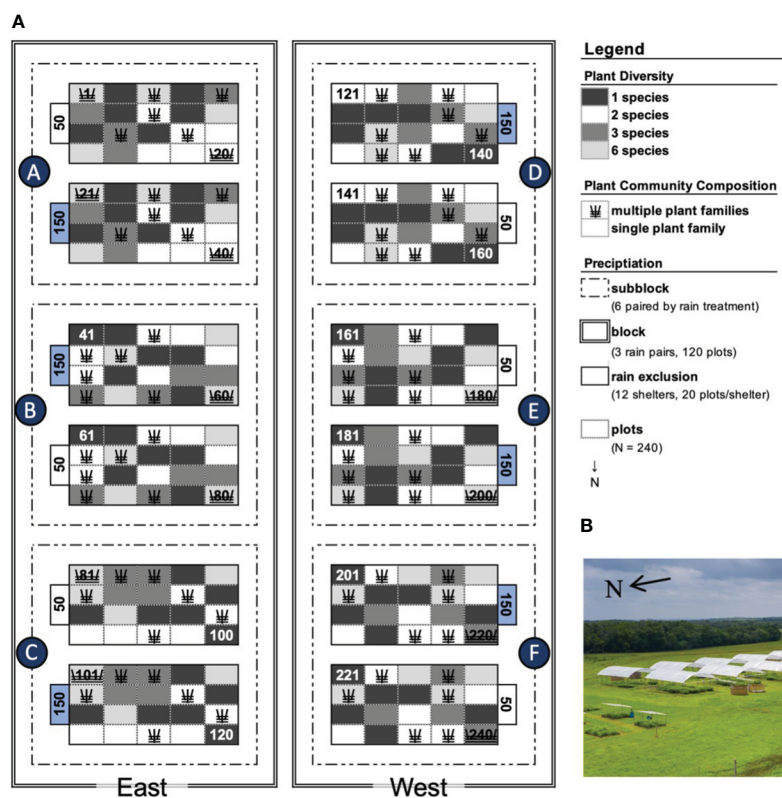 A
1
50
20
21
150
40
A
41
150
60
61
50
80
B
81
50
100
101
150
120
C
East
121
150
140
141
50
160
D
161
50
180
181
150
200
E
201
150
220
221
50
240
F
West
Legend
Plant Diversity
1 species
2 species
3 species
6 species
Plant Community Composition
multiple plant families
single plant family
Preciptiation
subblock
(6 paired by rain treatment)
block
(3 rain pairs, 120 plots)
rain exclusion
(12 shelters, 20 plots/shelter)
plots
(N = 240)
↓
N
B
N